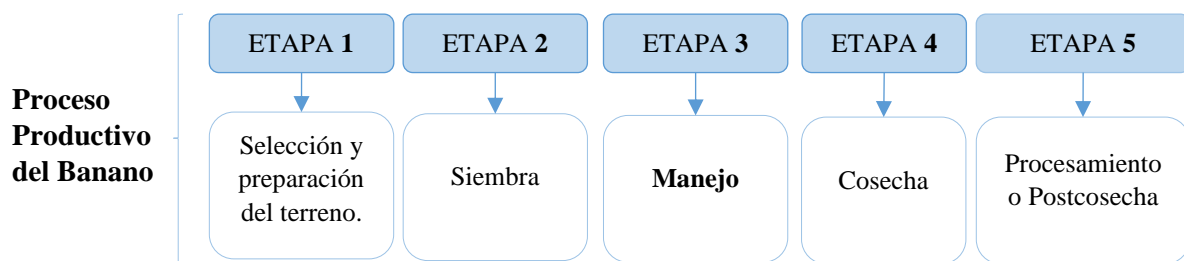 Proceso
Productivo
del Banano
ETAPA 1
Selección y
preparación
del terreno.
ETAPA 2
Siembra
ETAPA 3
Manejo
ETAPA 4
Cosecha
ETAPA 5
Procesamiento
o Postcosecha